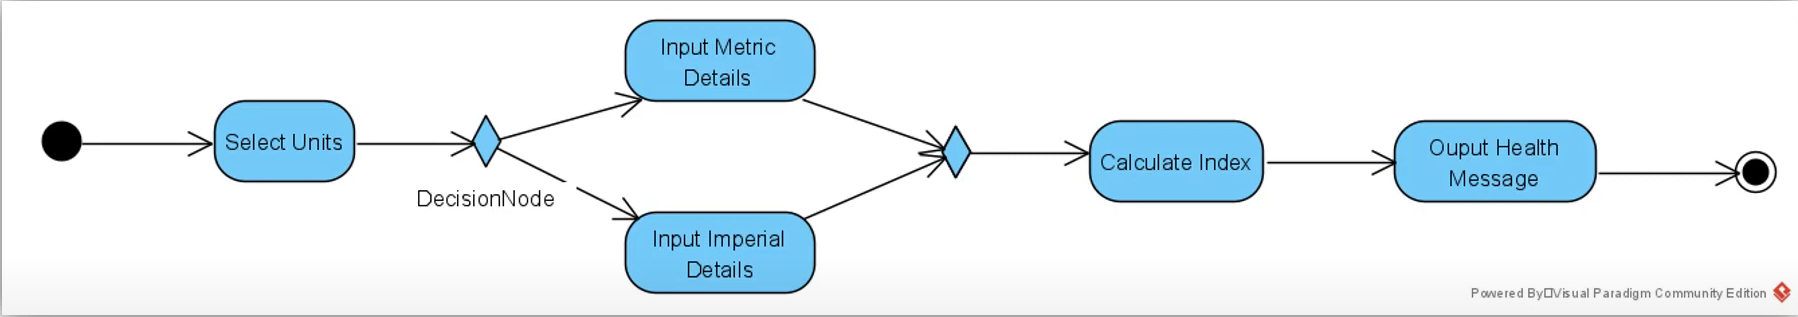 Input Metric
Details
Select Units
DecisionNode
Input Imperial
Details
Calculate Index
Ouput Health
Message
Powered By□Visual Paradigm Community Edition